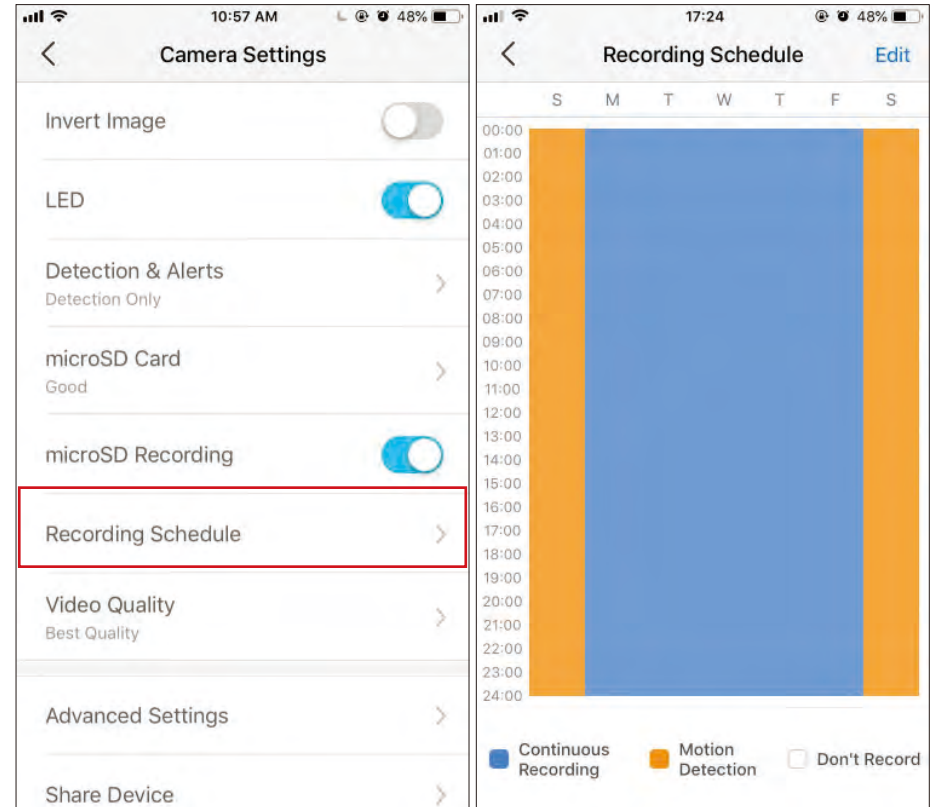 10:57 AM
48%
Camera Settings
Invert Image
LED
Detection & Alerts
Detection Only
microSD Card
Good
microSD Recording
Recording Schedule
Video Quality
Best Quality
Advanced Settings
Share Device
17:24
48%
Recording Schedule
Edit
S M T W T F S
00:00
01:00
02:00
03:00
04:00
05:00
06:00
07:00
08:00
09:00
10:00
11:00
12:00
13:00
14:00
15:00
16:00
17:00
18:00
19:00
20:00
21:00
22:00
23:00
24:00
Continuous
Recording
Motion
Detection
Don't Record